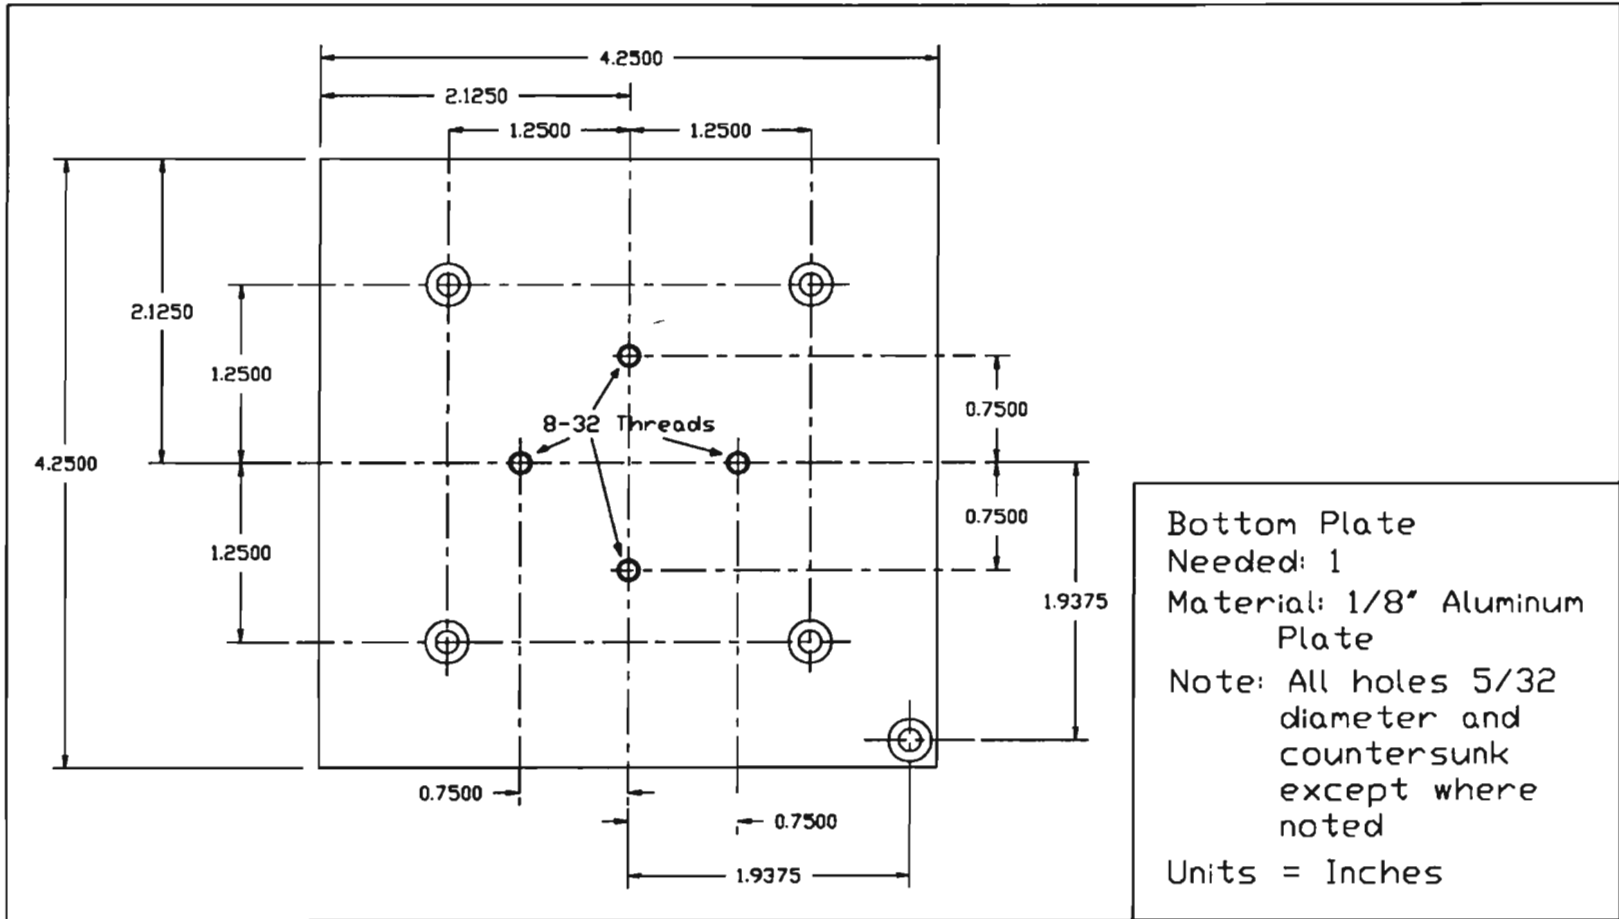 4.2500
2.1250
1.2500 1.2500
2.1250
1.2500
0.7500
8-32 Threads
4.2500
0.7500
1.2500
1.9375
0.7500
0.7500
1.9375
Bottom Plate
Needed: 1
Material: 1/8" Aluminum
Plate
Note: All holes 5/32
diameter and
countersunk
except where
noted
Units = Inches